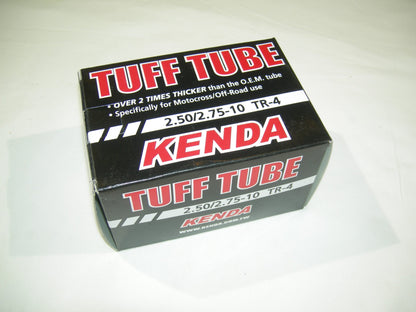 TUFF TUBE
• OVER 2 TIMES THICKER than the O.E.M. tube
• Specifically for Motocross/Off-Road use
2.50/2.75-10 TR-4
KENDA
TUFF TUBE
2.50/2.75-10 TR-4
KENDA
WWW.KENDA.COM.TW